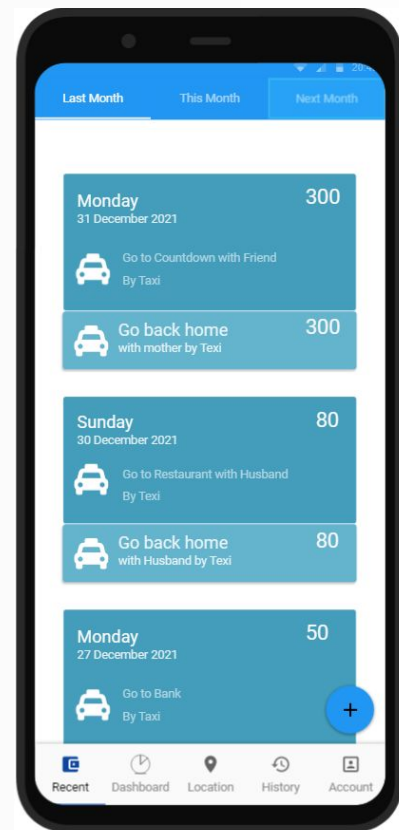 20:4
Last Month This Month Next Month
Monday 300
31 December 2021
Go to Countdown with Friend
By Taxi
Go back home 300
with mother by Texi
Sunday 80
30 December 2021
Go to Restaurant with Husband
By Texi
Go back home 80
with Husband by Texi
Monday 50
27 December 2021
Go to Bank
By Taxi
+
Recent Dashboard Location History Account